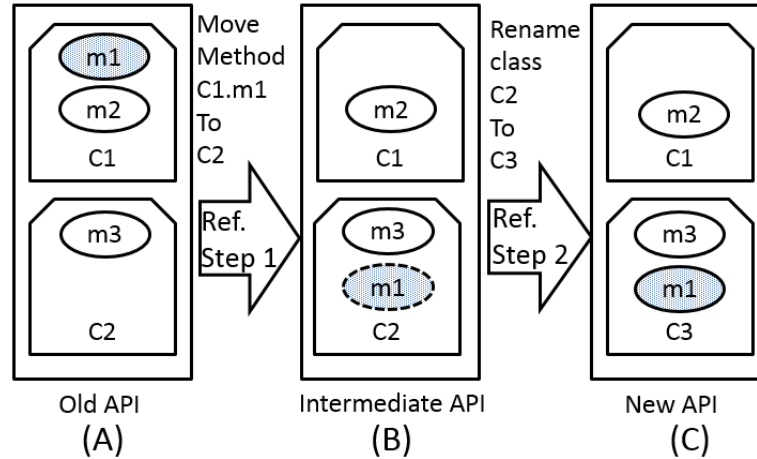 m1
m2
C1
m3
C2
Old API
(A)
Move
Method
C1.m1
To
C2
Ref.
Step 1
m2
C1
m3
m1
C2
Intermediate API
(B)
Rename
class
C2
To
C3
Ref.
Step 2
m2
C1
m3
m1
C3
New API
(C)